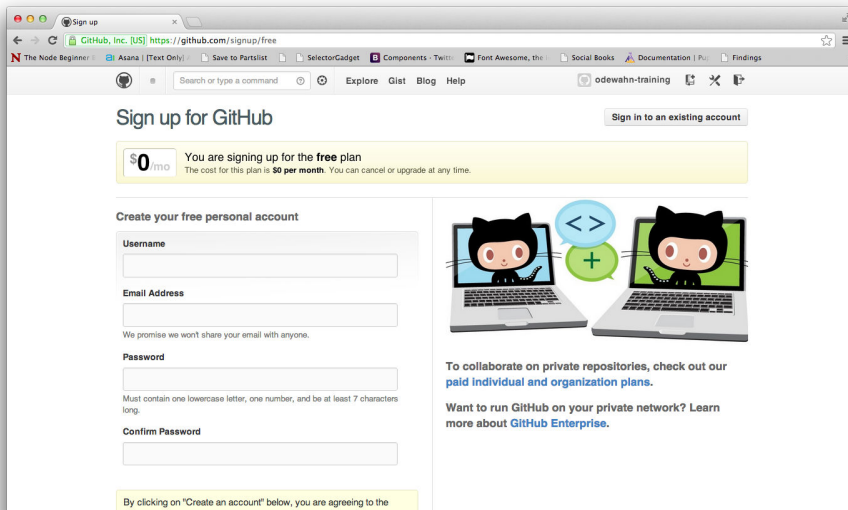 Sign up
GitHub, Inc. [US] https://github.com/signup/free
The Node Beginner
Asana | [Text Only]
Save to Partslist
SelectorGadget
Components · Twitte
Font Awesome, the i
Social Books
Documentation | Pu
Findings
Search or type a command
Explore Gist Blog Help
odewahn-training
Sign up for GitHub
Sign in to an existing account
$0/mo
You are signing up for the free plan
The cost for this plan is $0 per month. You can cancel or upgrade at any time.
Create your free personal account
Username
Email Address
We promise we won't share your email with anyone.
Password
Must contain one lowercase letter, one number, and be at least 7 characters
long.
Confirm Password
By clicking on "Create an account" below, you are agreeing to the
< >
+
To collaborate on private repositories, check out our
paid individual and organization plans.
Want to run GitHub on your private network? Learn
more about GitHub Enterprise.